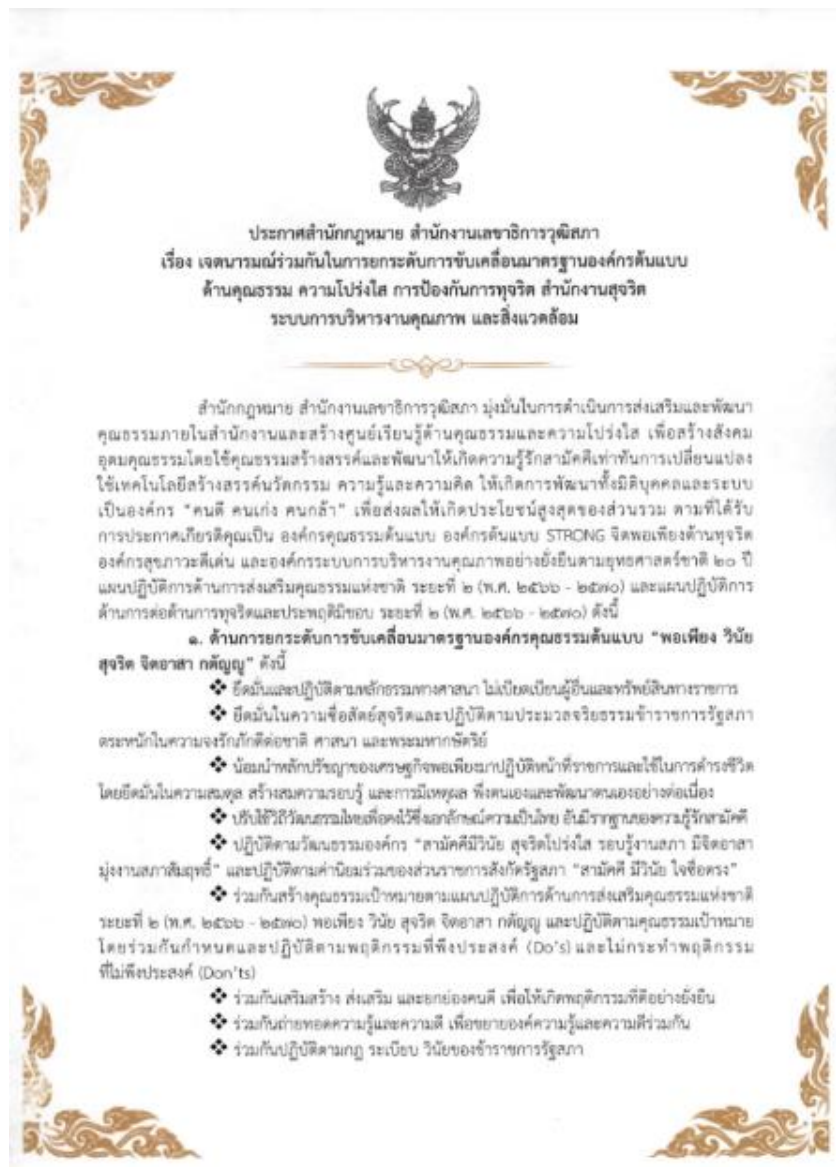 ประกาศสำนักกฎหมาย สำนักงานเลขาธิการวุฒิสภา
เรื่อง เจตนารมณ์ร่วมกันในการยกระดับการขับเคลื่อนมาตรฐานองค์กรต้นแบบ
ด้านคุณธรรม ความโปร่งใส การป้องกันการทุจริต สำนักงานสุจริต
ระบบการบริหารงานคุณภาพ และสิ่งแวดล้อม
สำนักกฎหมาย สำนักงานเลขาธิการวุฒิสภา มุ่งมั่นในการดำเนินการส่งเสริมและพัฒนา
คุณธรรมภายในสำนักงานและสร้างศูนย์เรียนรู้ด้านคุณธรรมและความโปร่งใส เพื่อสร้างสังคม
อุดมคุณธรรมโดยใช้คุณธรรมสร้างสรรค์และพัฒนาให้เกิดความรู้รักสามัคคีเท่าทันการเปลี่ยนแปลง
ใช้เทคโนโลยีสร้างสรรค์นวัตกรรม ความรู้และความคิด ให้เกิดการพัฒนาทั้งมิติบุคคลและระบบ
เป็นองค์กร "คนดี คนเก่ง คนกล้า" เพื่อส่งผลให้เกิดประโยชน์สูงสุดของส่วนรวม ตามที่ได้รับ
การประกาศเกียรติคุณเป็น องค์กรคุณธรรมต้นแบบ องค์กรต้นแบบ STRONG จิตพอเพียงต้านทุจริต
องค์กรสุขภาวะดีเด่น และองค์กรระบบการบริหารงานคุณภาพอย่างยั่งยืนตามยุทธศาสตร์ชาติ ๒๐ ปี
แผนปฏิบัติการด้านการส่งเสริมคุณธรรมแห่งชาติ ระยะที่ ๒ (พ.ศ. ๒๕๖๖ - ๒๕๗๐) และแผนปฏิบัติการ
ด้านการต่อต้านการทุจริตและประพฤติมิชอบ ระยะที่ ๒ (พ.ศ. ๒๕๖๖ - ๒๕๗๐) ดังนี้
๑. ด้านการยกระดับการขับเคลื่อนมาตรฐานองค์กรคุณธรรมต้นแบบ "พอเพียง วินัย
สุจริต จิตอาสา กตัญญู" ดังนี้
❖ ยึดมั่นและปฏิบัติตามหลักธรรมทางศาสนา ไม่เบียดเบียนผู้อื่นและทรัพย์สินทางราชการ
❖ ยึดมั่นในความซื่อสัตย์สุจริตและปฏิบัติตามประมวลจริยธรรมข้าราชการรัฐสภา
ตระหนักในความจงรักภักดีต่อชาติ ศาสนา และพระมหากษัตริย์
❖ น้อมนำหลักปรัชญาของเศรษฐกิจพอเพียงมาปฏิบัติหน้าที่ราชการและใช้ในการดำรงชีวิต
โดยยึดมั่นในความสมดุล สร้างสมความรอบรู้ และการมีเหตุผล พึ่งตนเองและพัฒนาตนเองอย่างต่อเนื่อง
❖ ปรับใช้วิถีวัฒนธรรมไทยเพื่อคงไว้ซึ่งเอกลักษณ์ความเป็นไทย อันมีรากฐานของความรู้รักสามัคคี
❖ ปฏิบัติตามวัฒนธรรมองค์กร "สามัคคีมีวินัย สุจริตโปร่งใส รอบรู้งานสภา มีจิตอาสา
มุ่งงานสภาสัมฤทธิ์" และปฏิบัติตามค่านิยมร่วมของส่วนราชการสังกัดรัฐสภา "สามัคคี มีวินัย ใจซื่อตรง"
❖ ร่วมกันสร้างคุณธรรมเป้าหมายตามแผนปฏิบัติการด้านการส่งเสริมคุณธรรมแห่งชาติ
ระยะที่ ๒ (พ.ศ. ๒๕๖๖ - ๒๕๗๐) พอเพียง วินัย สุจริต จิตอาสา กตัญญู และปฏิบัติตามคุณธรรมเป้าหมาย
โดยร่วมกันกำหนดและปฏิบัติตามพฤติกรรมที่พึงประสงค์ (Do's) และไม่กระทำพฤติกรรม
ที่ไม่พึงประสงค์ (Don'ts)
❖ ร่วมกันเสริมสร้าง ส่งเสริม และยกย่องคนดี เพื่อให้เกิดพฤติกรรมที่ดีอย่างยั่งยืน
❖ ร่วมกันถ่ายทอดความรู้และความดี เพื่อขยายองค์ความรู้และความดีร่วมกัน
❖ ร่วมกันปฏิบัติตามกฎ ระเบียบ วินัยของข้าราชการรัฐสภา